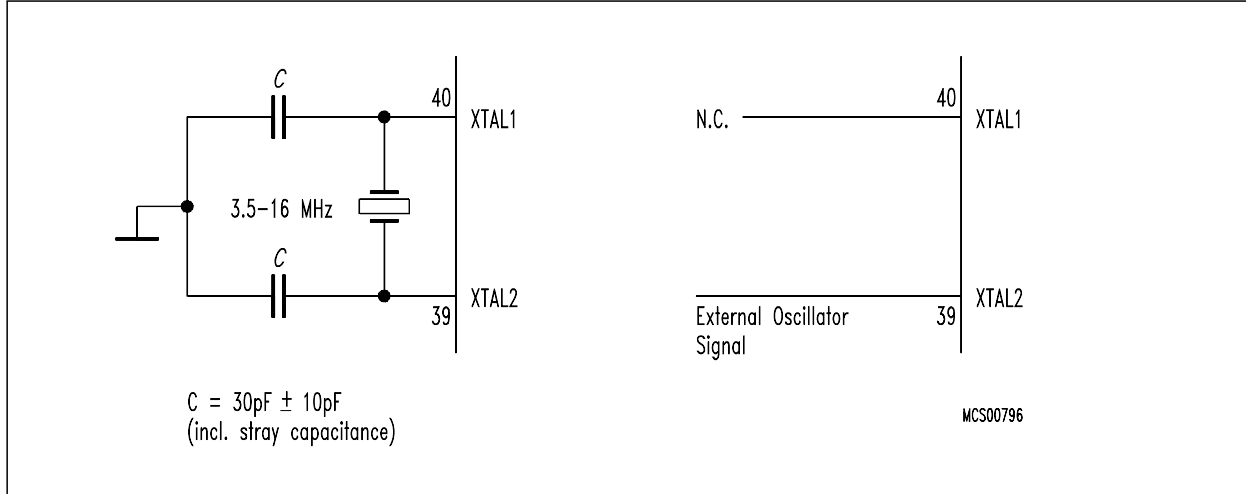 C
40
XTAL1
3.5-16 MHz
C
XTAL2
39
C = 30pF ± 10pF
(incl. stray capacitance)
40
N.C.
XTAL1
XTAL2
External Oscillator
39
Signal
MCS00796